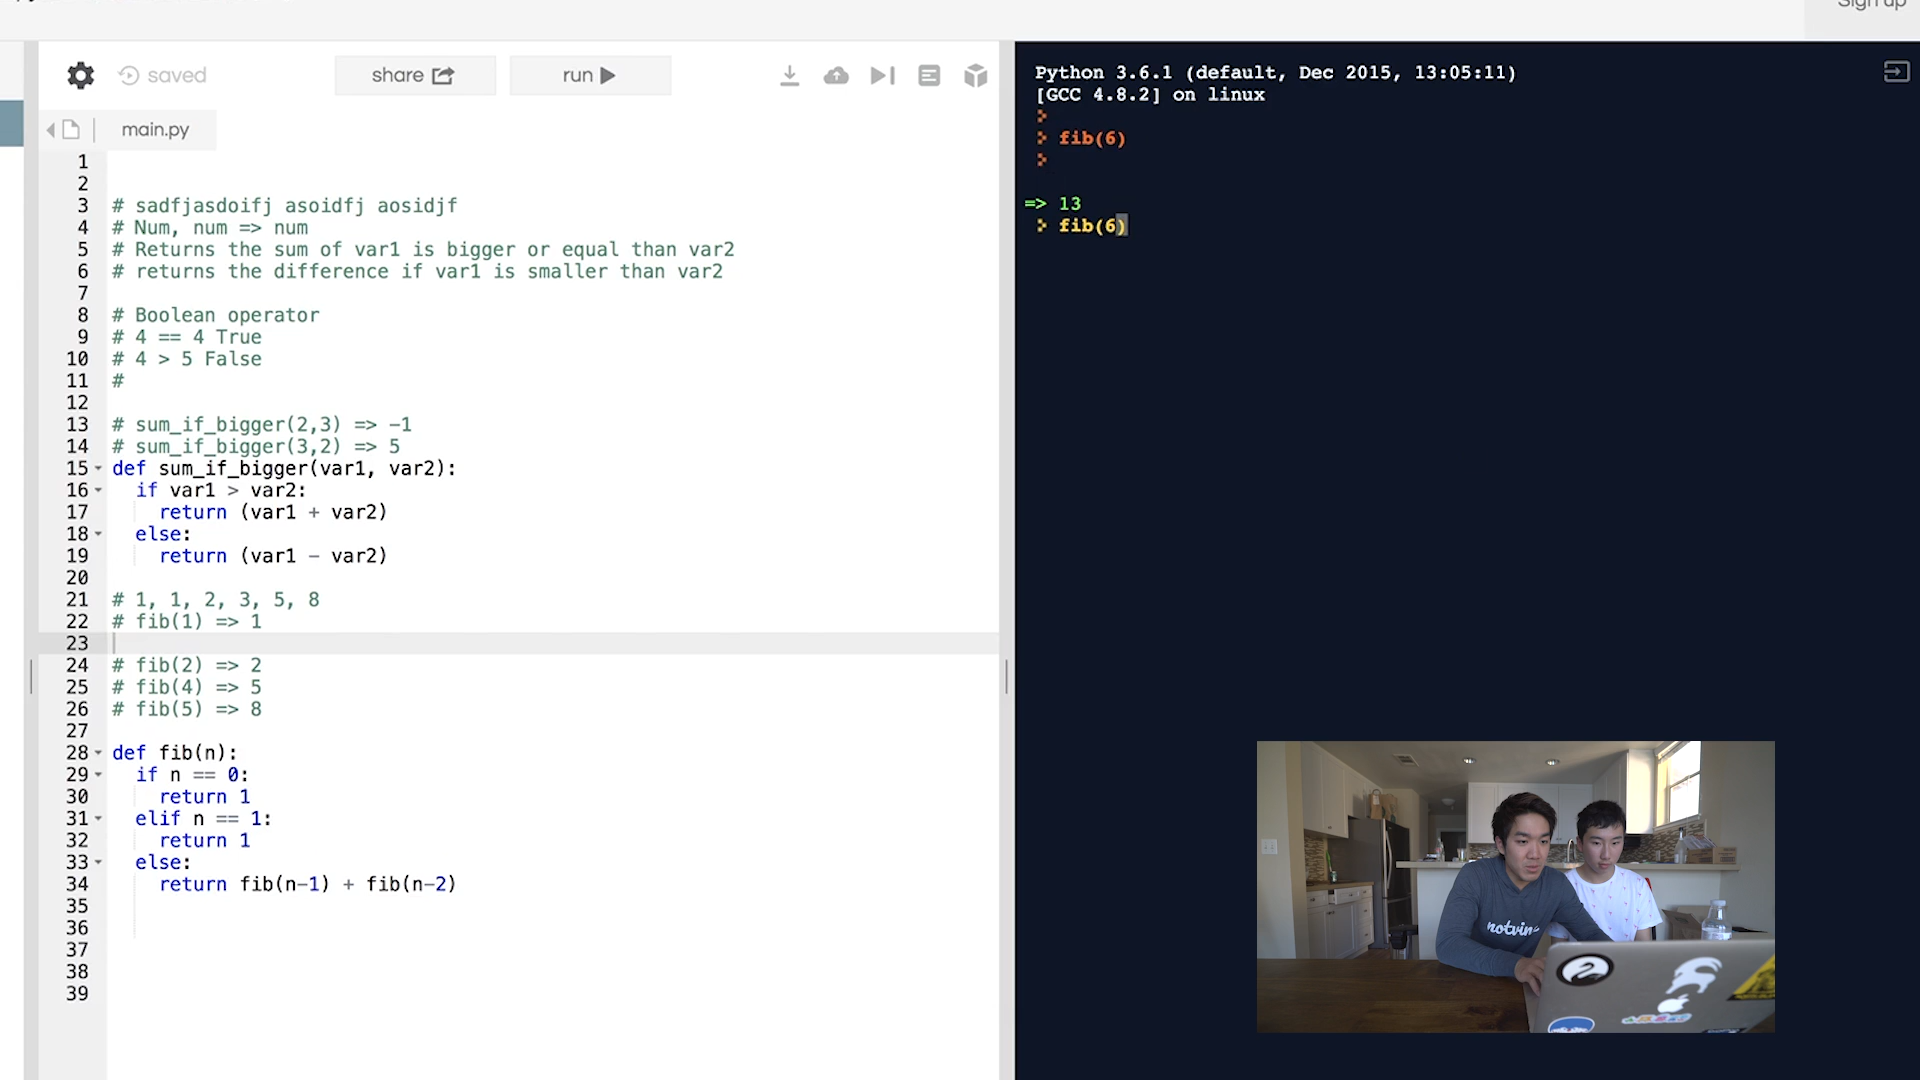 Sign up
saved
share
run
main.py
1
2
3 # sadfjasdoifj asoidfj aosidjf
4 # Num, num => num
5 # Returns the sum of var1 is bigger or equal than var2
6 # returns the difference if var1 is smaller than var2
7
8 # Boolean operator
9 # 4 == 4 True
10 # 4 > 5 False
11 #
12
13 # sum_if_bigger(2,3) => -1
14 # sum_if_bigger(3,2) => 5
15 def sum_if_bigger(var1, var2):
16 if var1 > var2:
17 return (var1 + var2)
18 else:
19 return (var1 - var2)
20
21 # 1, 1, 2, 3, 5, 8
22 # fib(1) => 1
23
24 # fib(2) => 2
25 # fib(4) => 5
26 # fib(5) => 8
27
28 def fib(n):
29 if n == 0:
30 return 1
31 elif n == 1:
32 return 1
33 else:
34 return fib(n-1) + fib(n-2)
35
36
37
38
39
Python 3.6.1 (default, Dec 2015, 13:05:11)
[GCC 4.8.2] on linux
fib(6)
=> 13
fib(6)